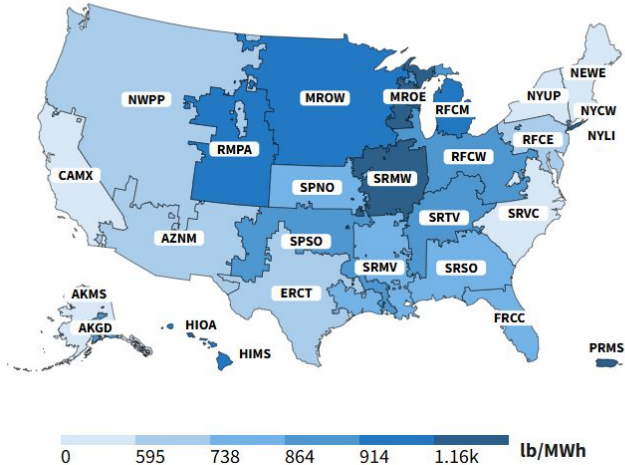 NEWE
NWPP
MROW
MROE
NYUP
RFCM
NYCW
NYLI
RFCE
RMPA
RFCW
CAMX
SPNO
SRMW
SRTV
SRVC
AZNM
SPSO
SRMV
SRSO
ERCT
AKMS
AKGD
HIOA
FRCC
HIMS
PRMS
0 595 738 864 914 1.16k lb/MWh